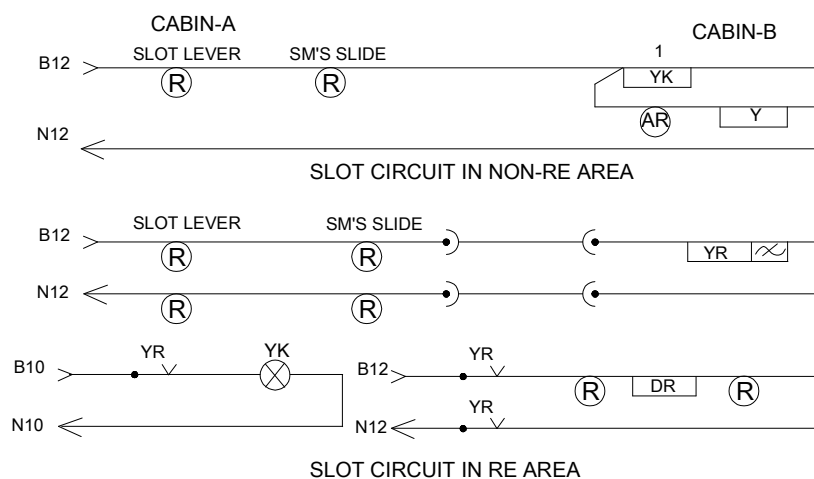 CABIN-A
CABIN-B
SLOT LEVER SM'S SLIDE 1
B12 R R YK
AR Y
N12
SLOT CIRCUIT IN NON-RE AREA
SLOT LEVER SM'S SLIDE
B12 R R YR
N12 R R
YR YK YR
B10 B12 R DR R
YR
N10 N12
SLOT CIRCUIT IN RE AREA